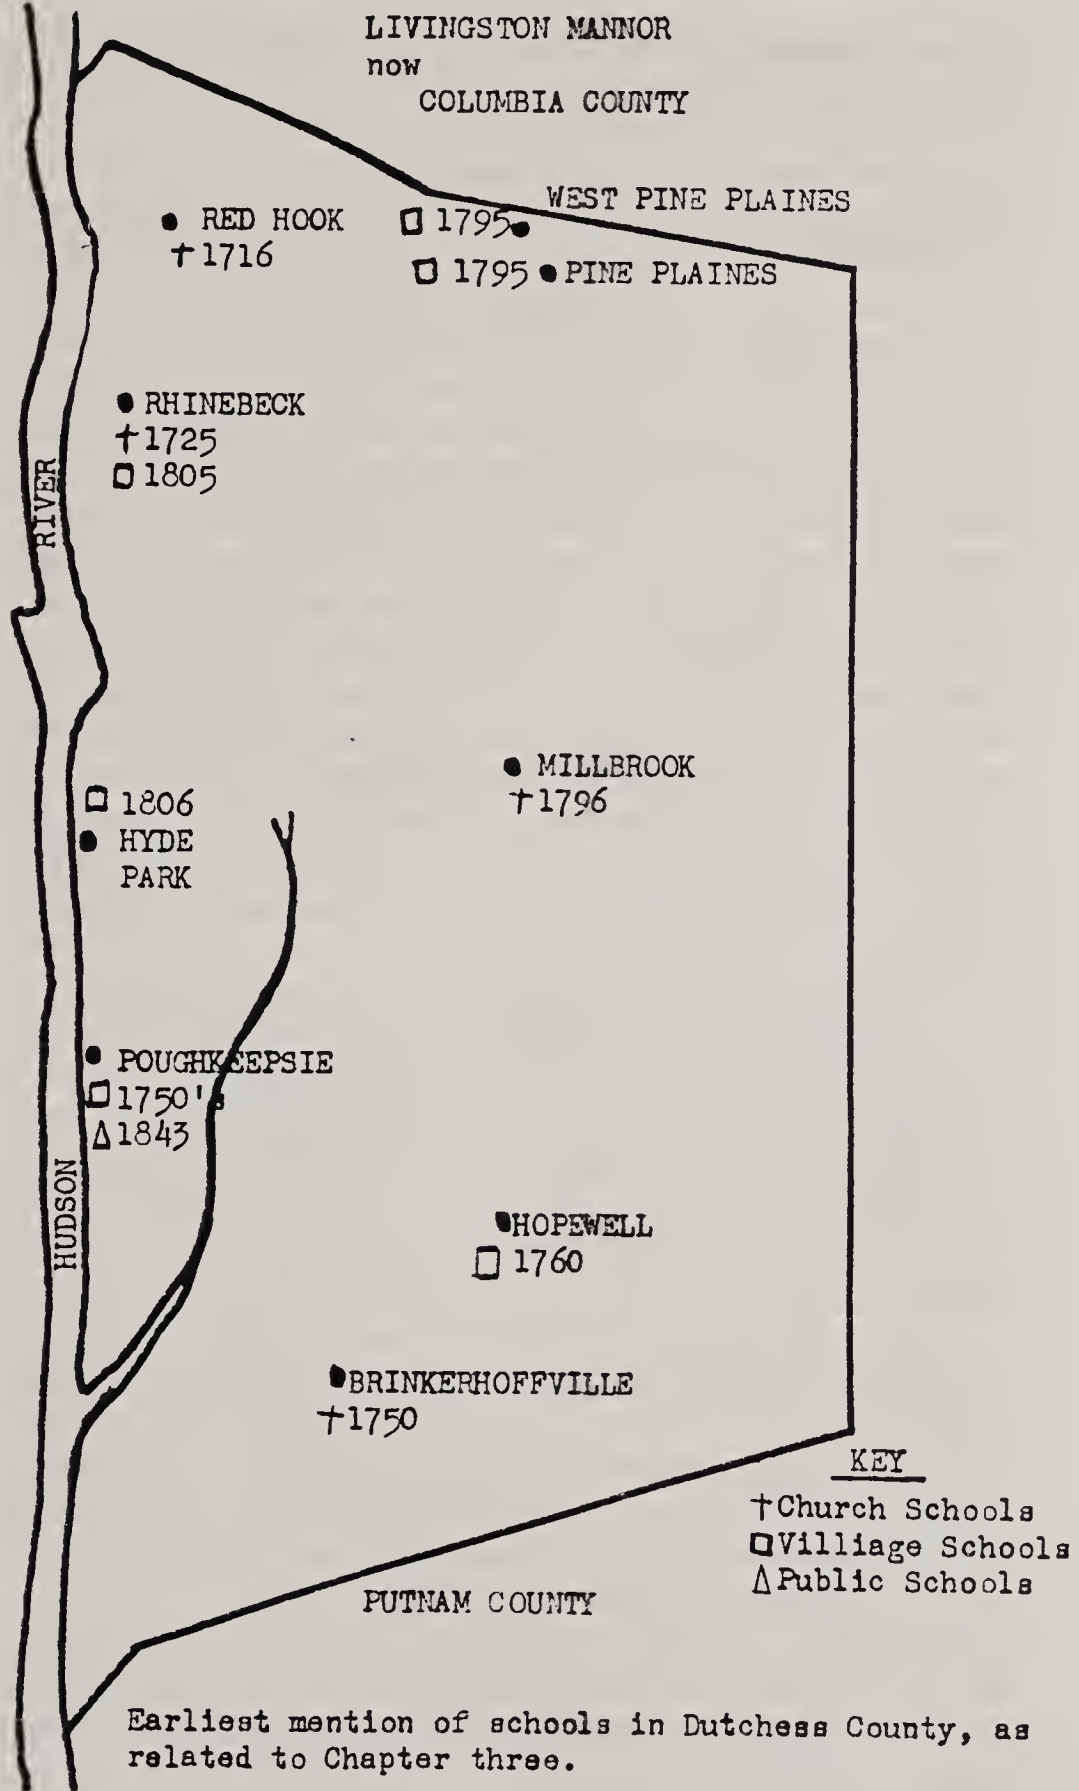 LIVINGSTON MANNOR
now
COLUMBIA COUNTY
WEST PINE PLAINES
RED HOOK
†1716
□ 1795
□ 1795 PINE PLAINES
RHINEBECK
†1725
□ 1805
RIVER
MILLBROOK
†1796
□ 1806
HYDE
PARK
POUGHKEEPSIE
□ 1750's
Δ 1843
HUDSON
HOPEWELL
□ 1760
BRINKERHOFFVILLE
†1750
KEY
†Church Schools
□Villiage Schools
ΔPublic Schools
PUTNAM COUNTY
Earliest mention of schools in Dutchess County, as
related to Chapter three.